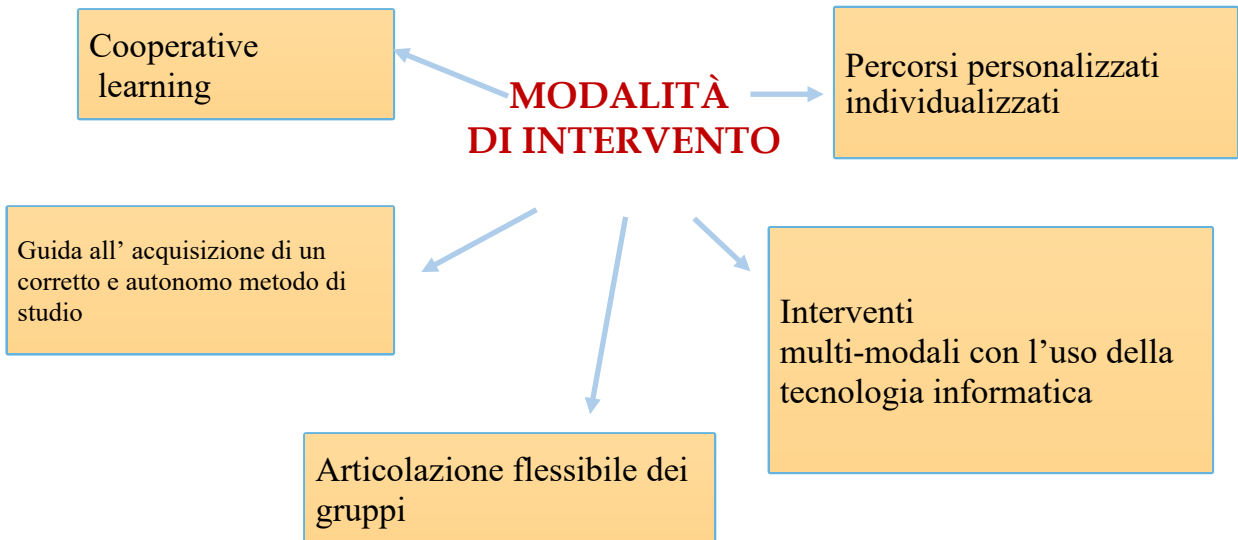 Cooperative
learning
MODALITÀ
DI INTERVENTO
Percorsi personalizzati
individualizzati
Guida all’ acquisizione di un
corretto e autonomo metodo di
studio
Interventi
multi-modali con l’uso della
tecnologia informatica
Articolazione flessibile dei
gruppi